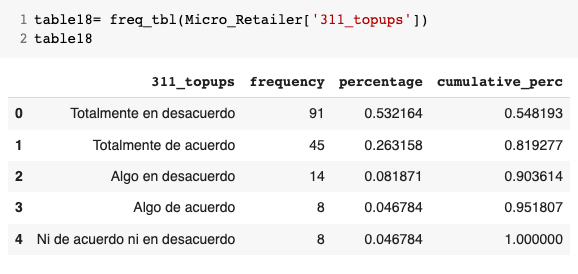 1 table18= freq_tbl(Micro_Retailer['311_topups'])
2 table18
311_topups frequency percentage cumulative_perc
0 Totalmente en desacuerdo 91 0.532164 0.548193
1 Totalmente de acuerdo 45 0.263158 0.819277
2 Algo en desacuerdo 14 0.081871 0.903614
3 Algo de acuerdo 8 0.046784 0.951807
4 Ni de acuerdo ni en desacuerdo 8 0.046784 1.000000